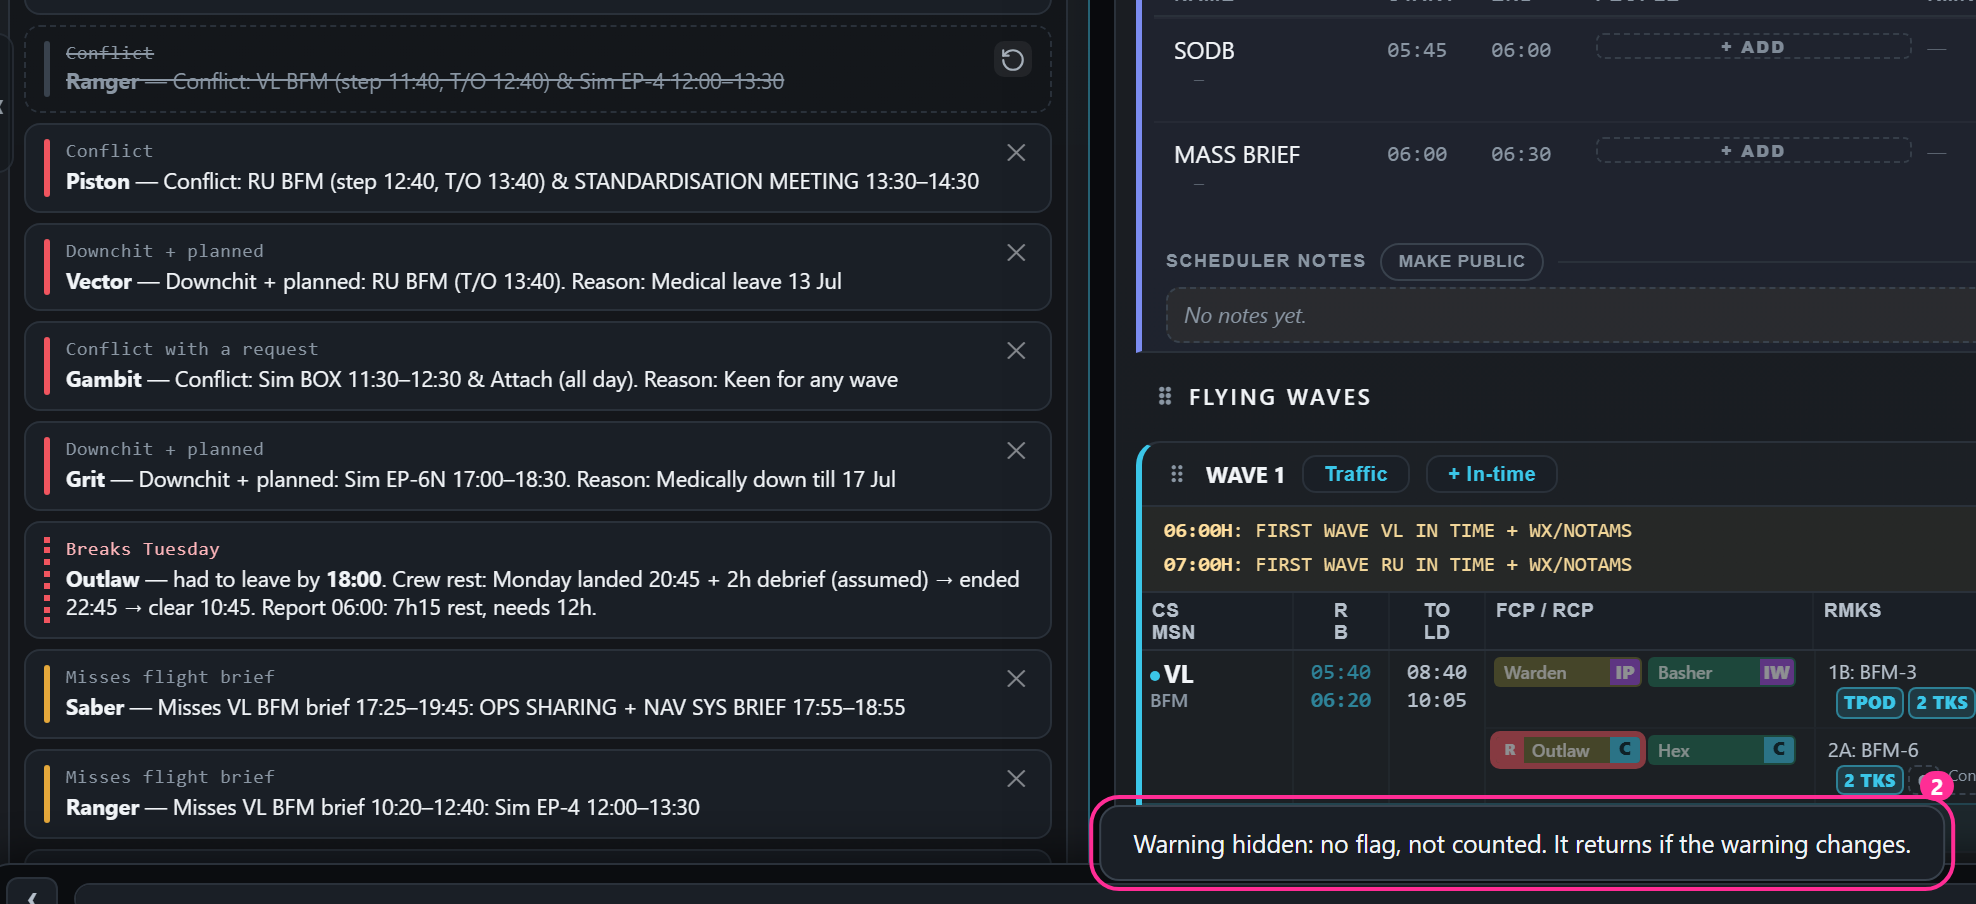 Conflict
Ranger — Conflict: VL BFM (step 11:40, T/O 12:40) & Sim EP-4 12:00–13:30
Conflict
Piston — Conflict: RU BFM (step 12:40, T/O 13:40) & STANDARDISATION MEETING 13:30–14:30
Downchit + planned
Vector — Downchit + planned: RU BFM (T/O 13:40). Reason: Medical leave 13 Jul
Conflict with a request
Gambit — Conflict: Sim BOX 11:30–12:30 & Attach (all day). Reason: Keen for any wave
Downchit + planned
Grit — Downchit + planned: Sim EP-6N 17:00–18:30. Reason: Medically down till 17 Jul
Breaks Tuesday
Outlaw — had to leave by 18:00. Crew rest: Monday landed 20:45 + 2h debrief (assumed) → ended
22:45 → clear 10:45. Report 06:00: 7h15 rest, needs 12h.
Misses flight brief
Saber — Misses VL BFM brief 17:25–19:45: OPS SHARING + NAV SYS BRIEF 17:55–18:55
Misses flight brief
Ranger — Misses VL BFM brief 10:20–12:40: Sim EP-4 12:00–13:30
SODB 05:45 06:00 + ADD —
–
MASS BRIEF 06:00 06:30 + ADD —
–
SCHEDULER NOTES MAKE PUBLIC
No notes yet.
FLYING WAVES
WAVE 1 Traffic + In-time
06:00H: FIRST WAVE VL IN TIME + WX/NOTAMS
07:00H: FIRST WAVE RU IN TIME + WX/NOTAMS
CS R TO FCP / RCP RMKS
MSN B LD
VL 05:40 08:40 Warden IP Basher IW 1B: BFM-3
BFM 06:20 10:05 TPOD 2 TKS
R Outlaw C Hex C 2A: BFM-6
2 TKS Con
2
Warning hidden: no flag, not counted. It returns if the warning changes.